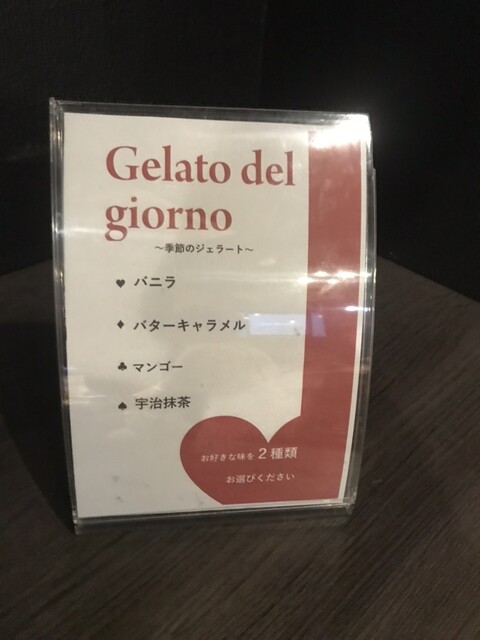 Gelato del
giorno
～季節のジェラート～
♥ バニラ
♦ バターキャラメル
♣ マンゴー
♠ 宇治抹茶
お好きな味を2種類
お選びください